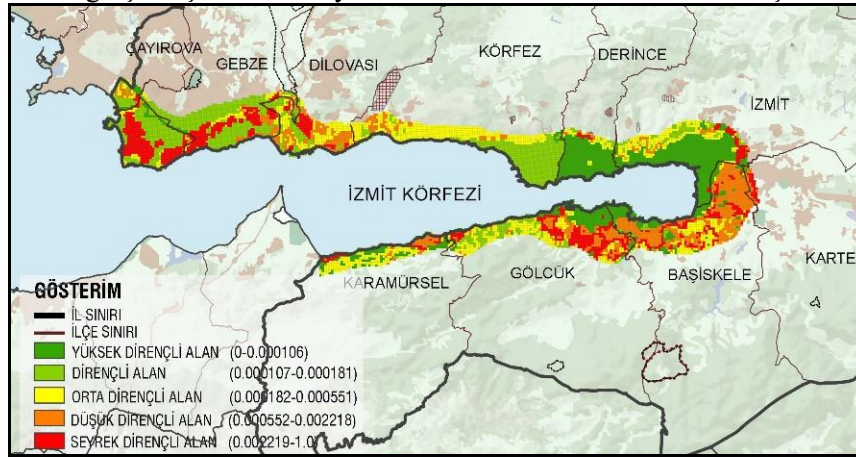 ÇAYIROVA
GEBZE
DİLOVASI
KÖRFEZ
DERİNCE
İZMİT
İZMİT KÖRFEZİ
KARAMÜRSEL
GÖLCÜK
BAŞİSKELE
KARTE
GÖSTERİM
İL SINIRI
İLÇE SINIRI
YÜKSEK DİRENÇLİ ALAN (0-0.000106)
DİRENÇLİ ALAN (0.000107-0.000181)
ORTA DİRENÇLİ ALAN (0.000182-0.000551)
DÜŞÜK DİRENÇLİ ALAN (0.000552-0.002218)
SEYREK DİRENÇLİ ALAN (0.002219-1.0)